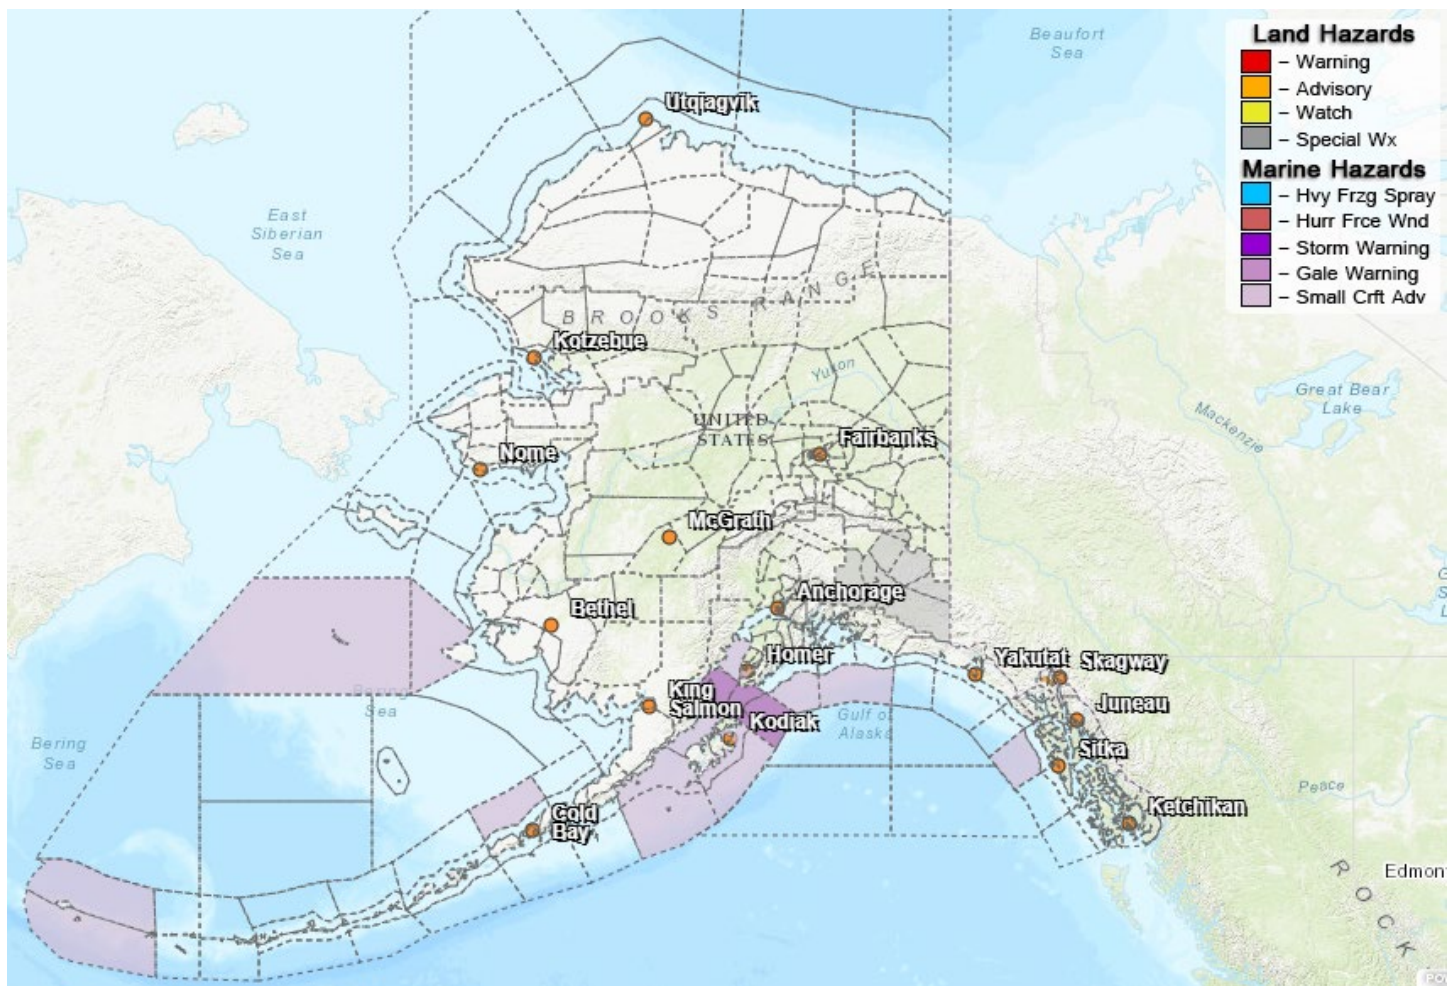 Beaufort
Sea
Land Hazards
– Warning
– Advisory
– Watch
– Special Wx
Marine Hazards
– Hvy Frzg Spray
– Hurr Frce Wnd
– Storm Warning
– Gale Warning
– Small Crft Adv
Utqiagvik
East
Siberian
Sea
BROOKS RANGE
Kotzebue
Yukon
Great Bear
Lake
Mackenzie
UNITED
STATES
Fairbanks
Nome
McGrath
Anchorage
Bethel
Homer
Yakutat
Skagway
King
Salmon
Juneau
Kodiak
Gulf of
Alaska
Bering
Sea
Sea
Sitka
Peace
Cold
Bay
Ketchikan
Edmon
ROCK